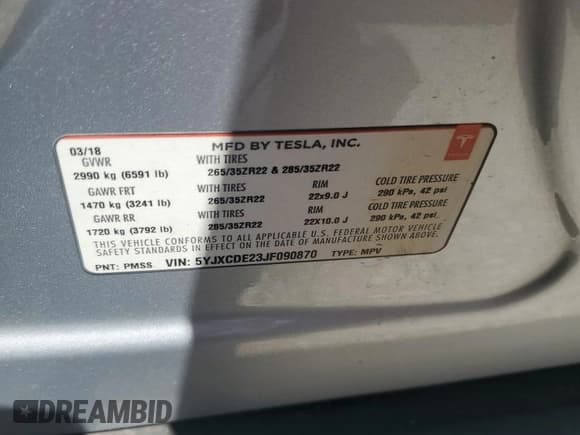 03/18 MFD BY TESLA, INC.
GVWR WITH TIRES
2990 kg (6591 lb) 265/35ZR22 & 285/35ZR22
GAWR FRT WITH TIRES RIM COLD TIRE PRESSURE
1470 kg (3241 lb) 265/35ZR22 22x9.0 J 290 kPa, 42 psi
GAWR RR WITH TIRES RIM COLD TIRE PRESSURE
1720 kg (3792 lb) 285/35ZR22 22X10.0 J 290 kPa, 42 psi
THIS VEHICLE CONFORMS TO ALL APPLICABLE U.S. FEDERAL MOTOR VEHICLE
SAFETY STANDARDS IN EFFECT ON THE DATE OF MANUFACTURE SHOWN ABOVE.
PNT: PMSS VIN: 5YJXCDE23JF090870 TYPE: MPV
DREAMBID